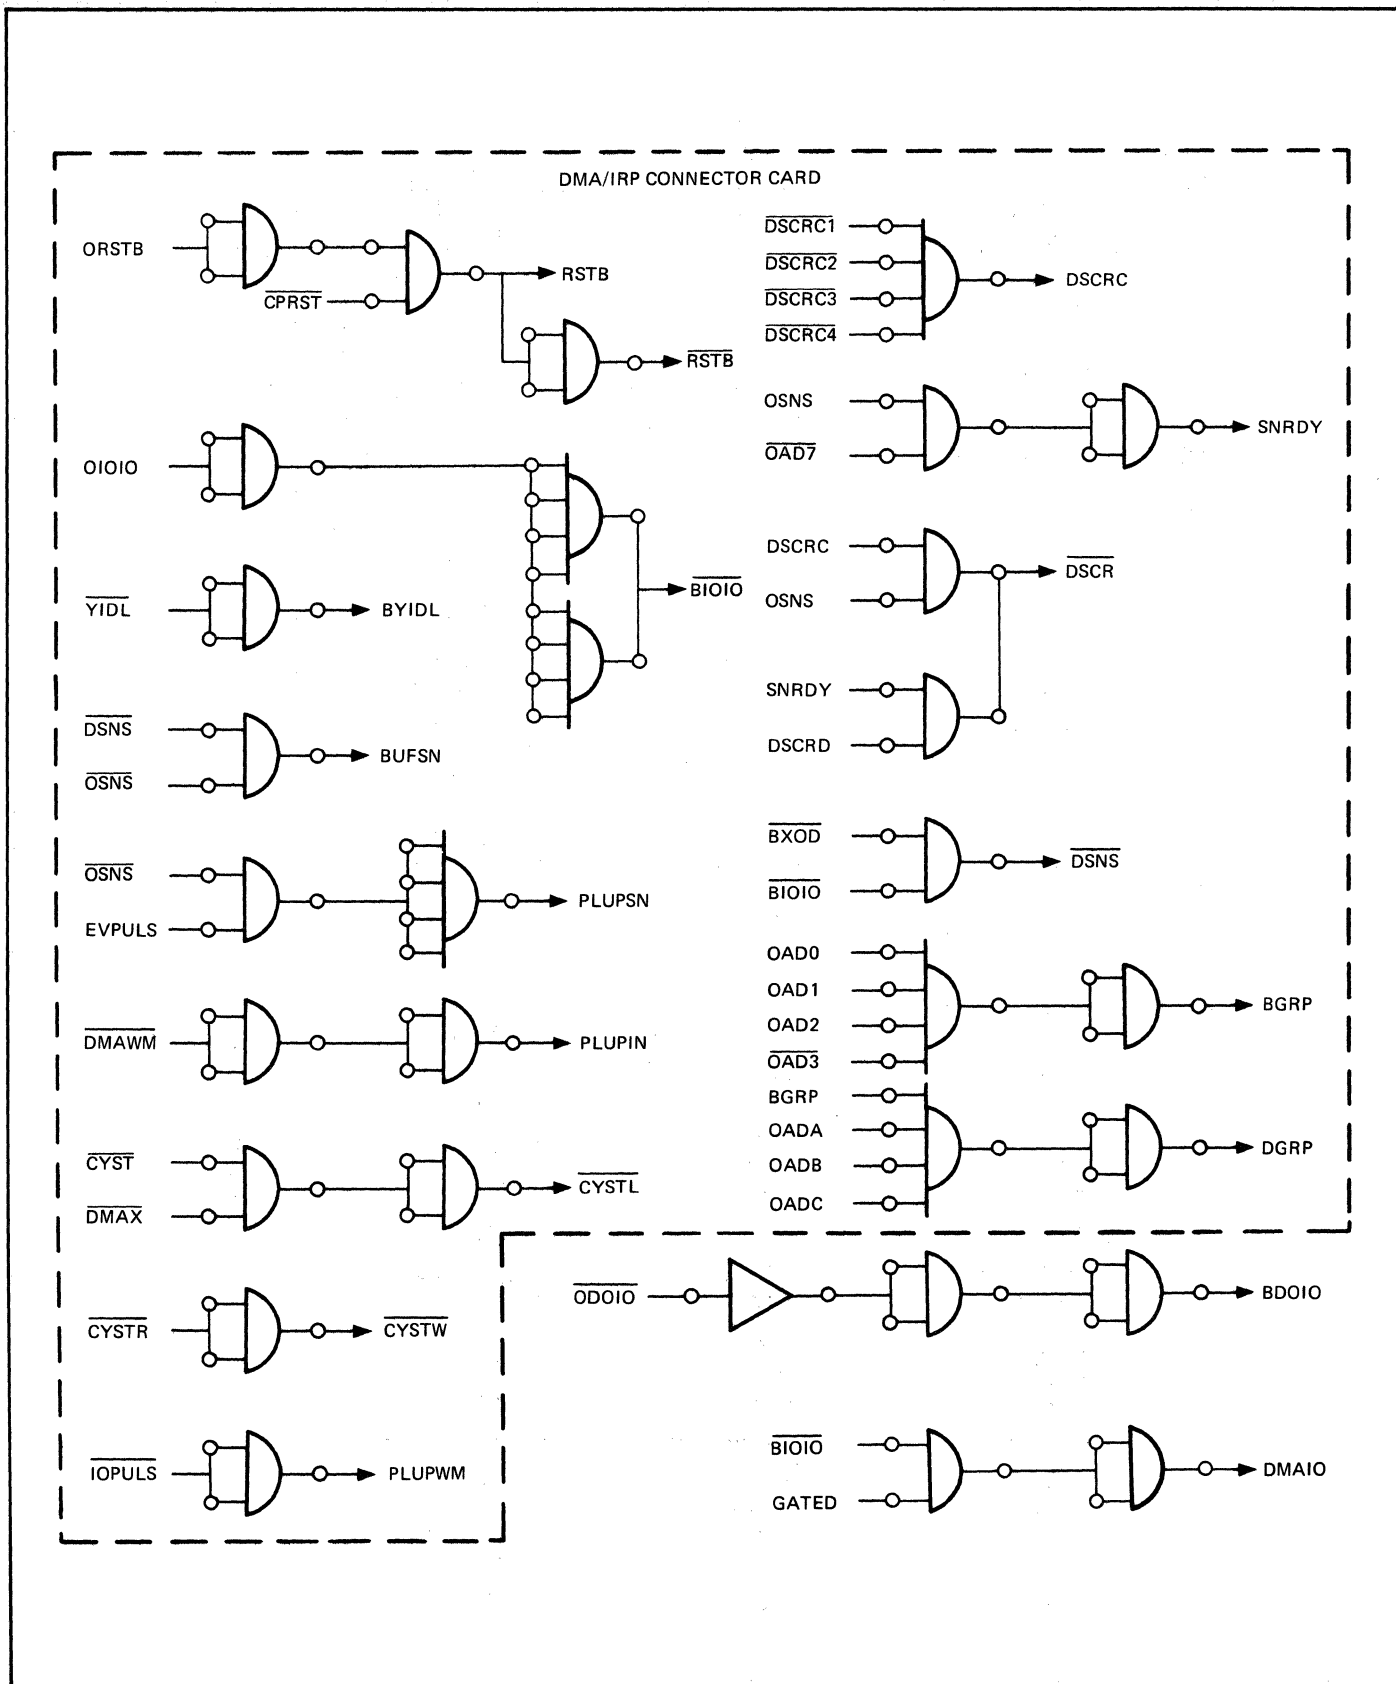 DMA/IRP CONNECTOR CARD
ORSTB
CPRST
RSTB
RSTB
OIOIO
BIOIO
YIDL
BYIDL
DSNS
OSNS
BUFSN
OSNS
EVPULS
PLUPSN
DMAWM
PLUPIN
CYST
DMAX
CYSTL
CYSTR
CYSTW
IOPULS
PLUPWM
DSCRC1
DSCRC2
DSCRC3
DSCRC4
DSCRC
OSNS
OAD7
SNRDY
DSCRC
OSNS
DSCR
SNRDY
DSCRD
BXOD
BIOIO
DSNS
OAD0
OAD1
OAD2
OAD3
BGRP
BGRP
OADA
OADB
OADC
DGRP
ODOIO
BDOIO
BIOIO
GATED
DMAIO